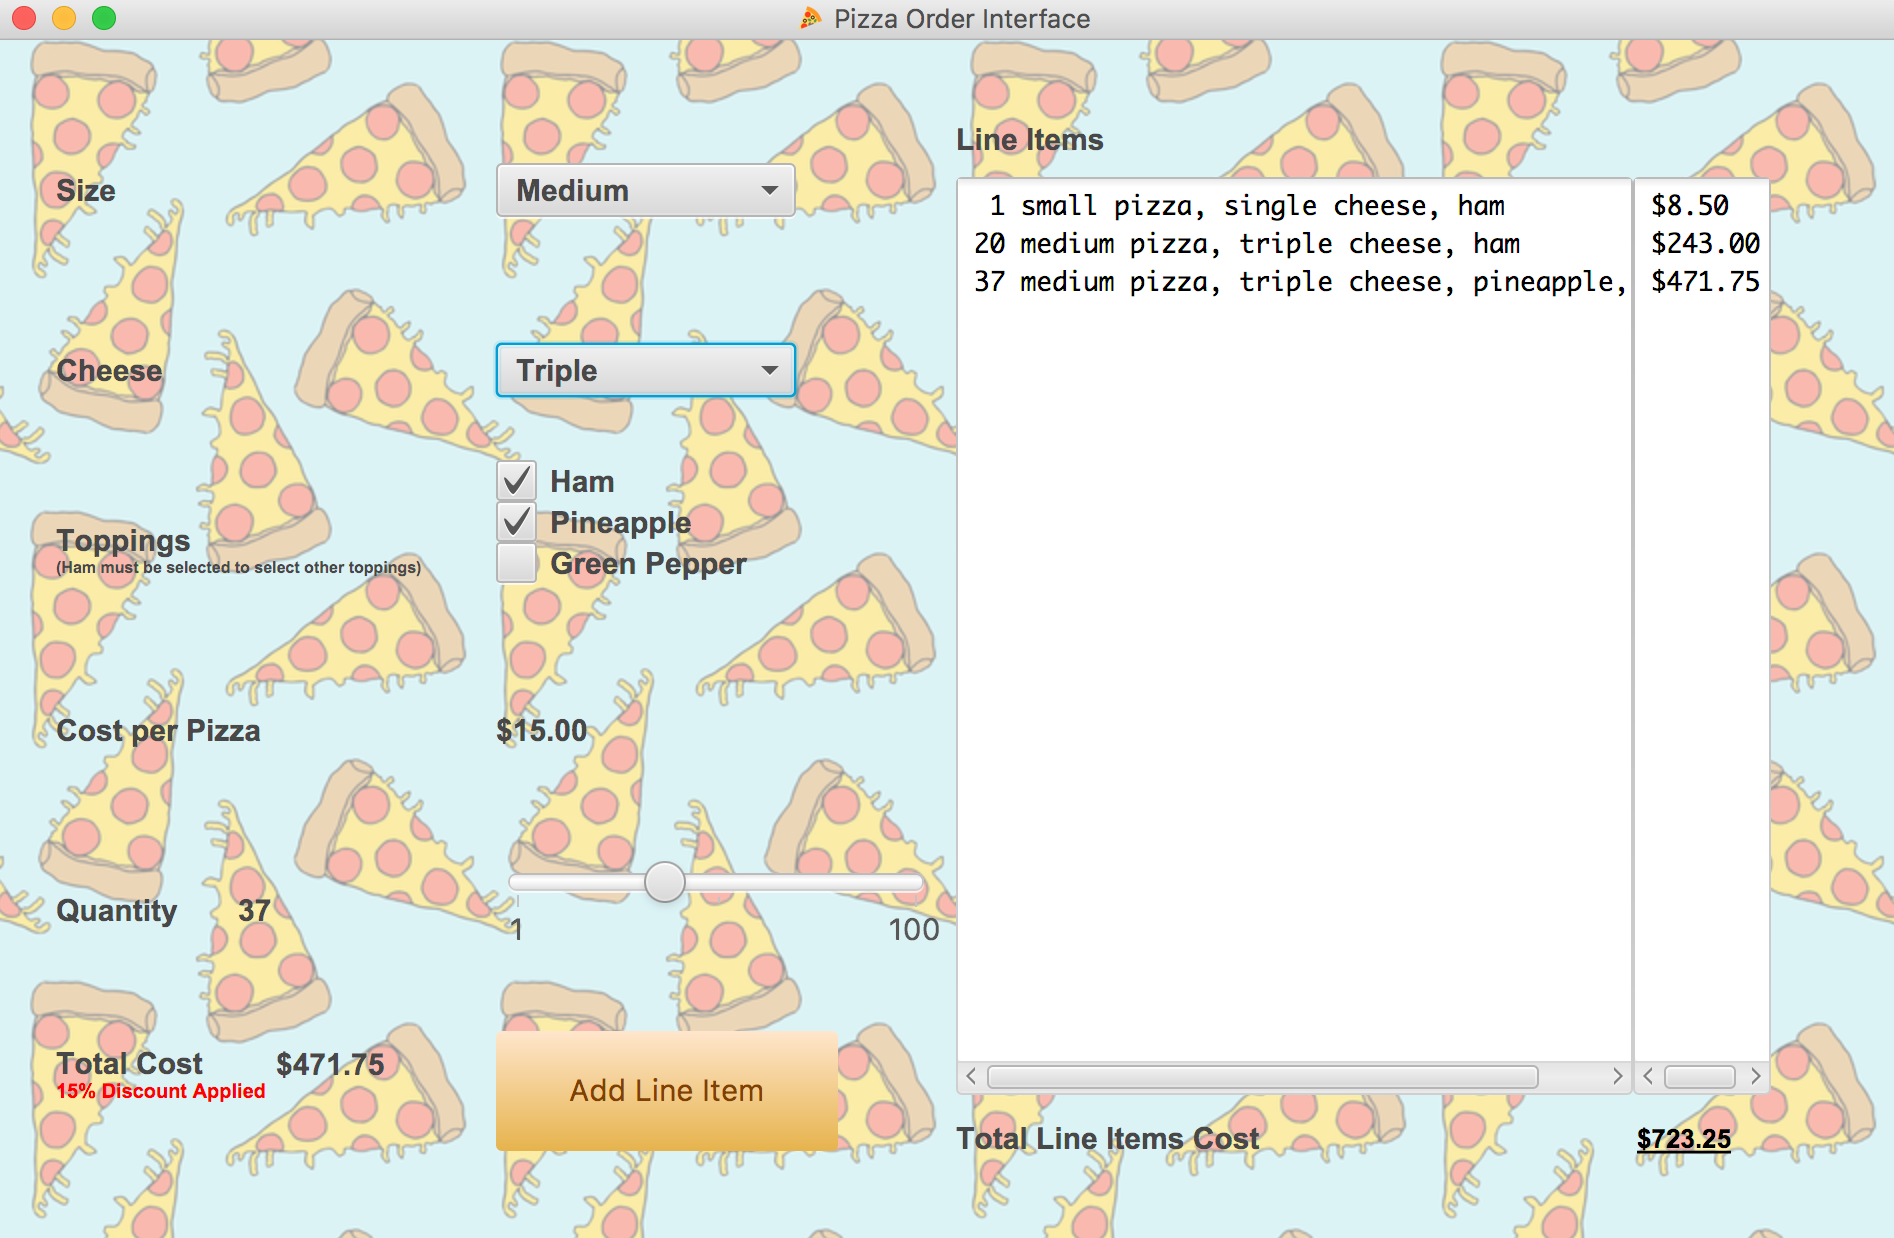 Pizza Order Interface
Size
Medium
Cheese
Triple
Ham
Pineapple
Green Pepper
Toppings
(Ham must be selected to select other toppings)
Cost per Pizza
$15.00
Quantity 37
1 100
Total Cost $471.75
15% Discount Applied
Add Line Item
Line Items
1 small pizza, single cheese, ham $8.50
20 medium pizza, triple cheese, ham $243.00
37 medium pizza, triple cheese, pineapple, $471.75
Total Line Items Cost $723.25